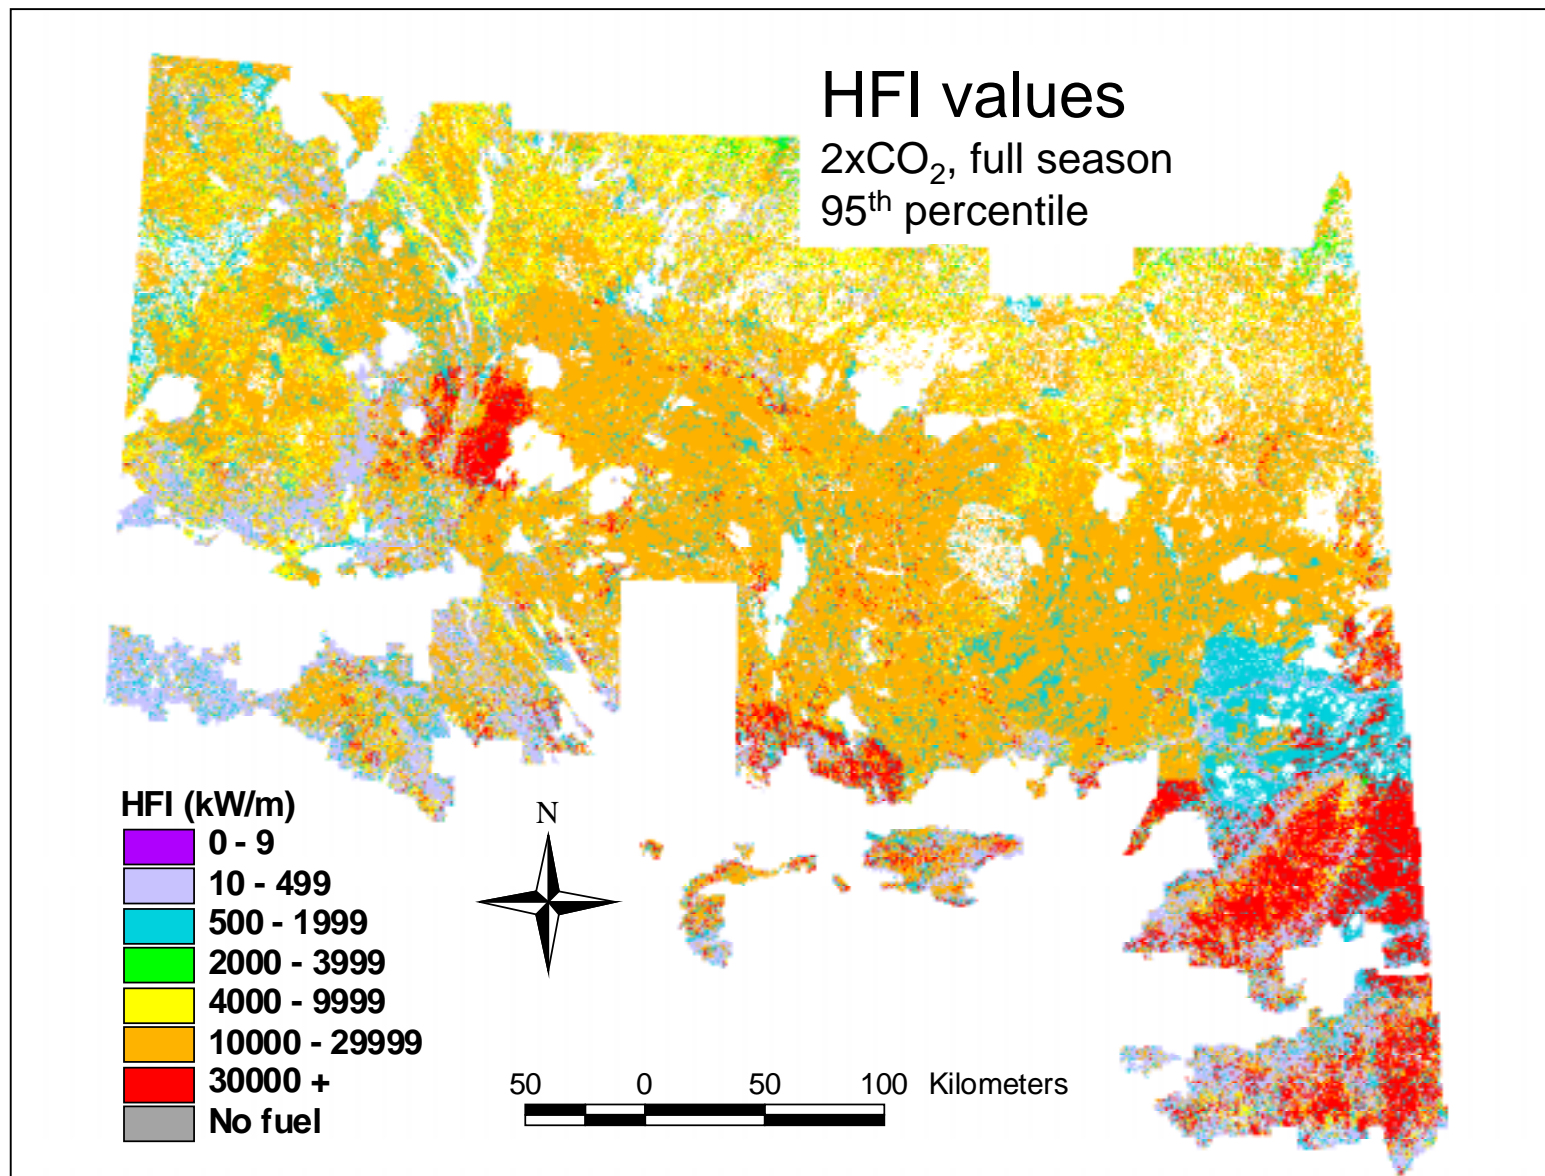 HFI values
2xCO₂, full season
95ᵗʰ percentile
HFI (kW/m)
0 - 9
10 - 499
500 - 1999
2000 - 3999
4000 - 9999
10000 - 29999
30000 +
No fuel
N
50 0 50 100 Kilometers